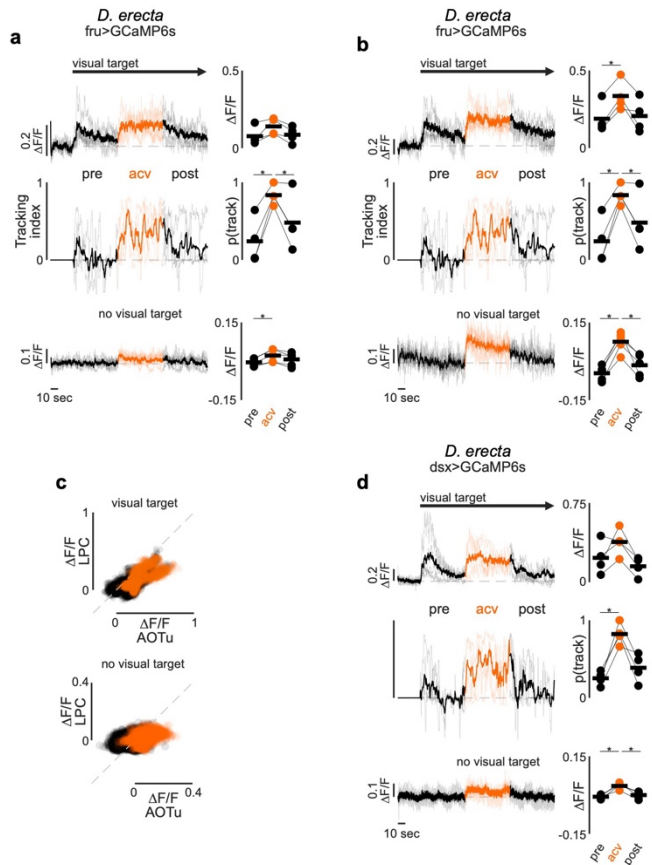 D. erecta
fru>GCaMP6s
a
visual target
0.2
ΔF/F
0.5
ΔF/F
0
pre
acv
post
*
*
1
Tracking
index
0
1
p(track)
0
no visual target
*
0.1
ΔF/F
0.15
ΔF/F
-0.15
10 sec
pre
acv
post
D. erecta
fru>GCaMP6s
b
visual target
*
0.2
ΔF/F
0.5
ΔF/F
0
pre
acv
post
*
*
1
Tracking
index
0
1
p(track)
0
no visual target
*
*
0.1
ΔF/F
0.15
ΔF/F
-0.15
10 sec
pre
acv
post
c
visual target
1
ΔF/F
LPC
0
0
1
ΔF/F
AOTu
no visual target
0.4
ΔF/F
LPC
0
0
0.4
ΔF/F
AOTu
D. erecta
dsx>GCaMP6s
d
visual target
0.2
ΔF/F
0.75
ΔF/F
0
pre
acv
post
*
1
p(track)
0
no visual target
*
*
0.1
ΔF/F
0.15
ΔF/F
-0.15
10 sec
pre
acv
post